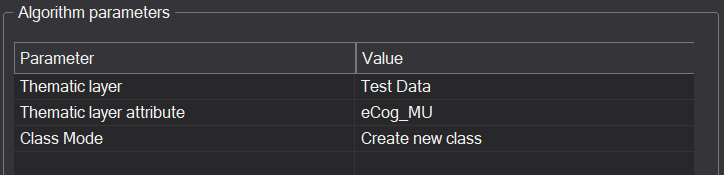 Algorithm parameters
Parameter Value
Thematic layer Test Data
Thematic layer attribute eCog_MU
Class Mode Create new class